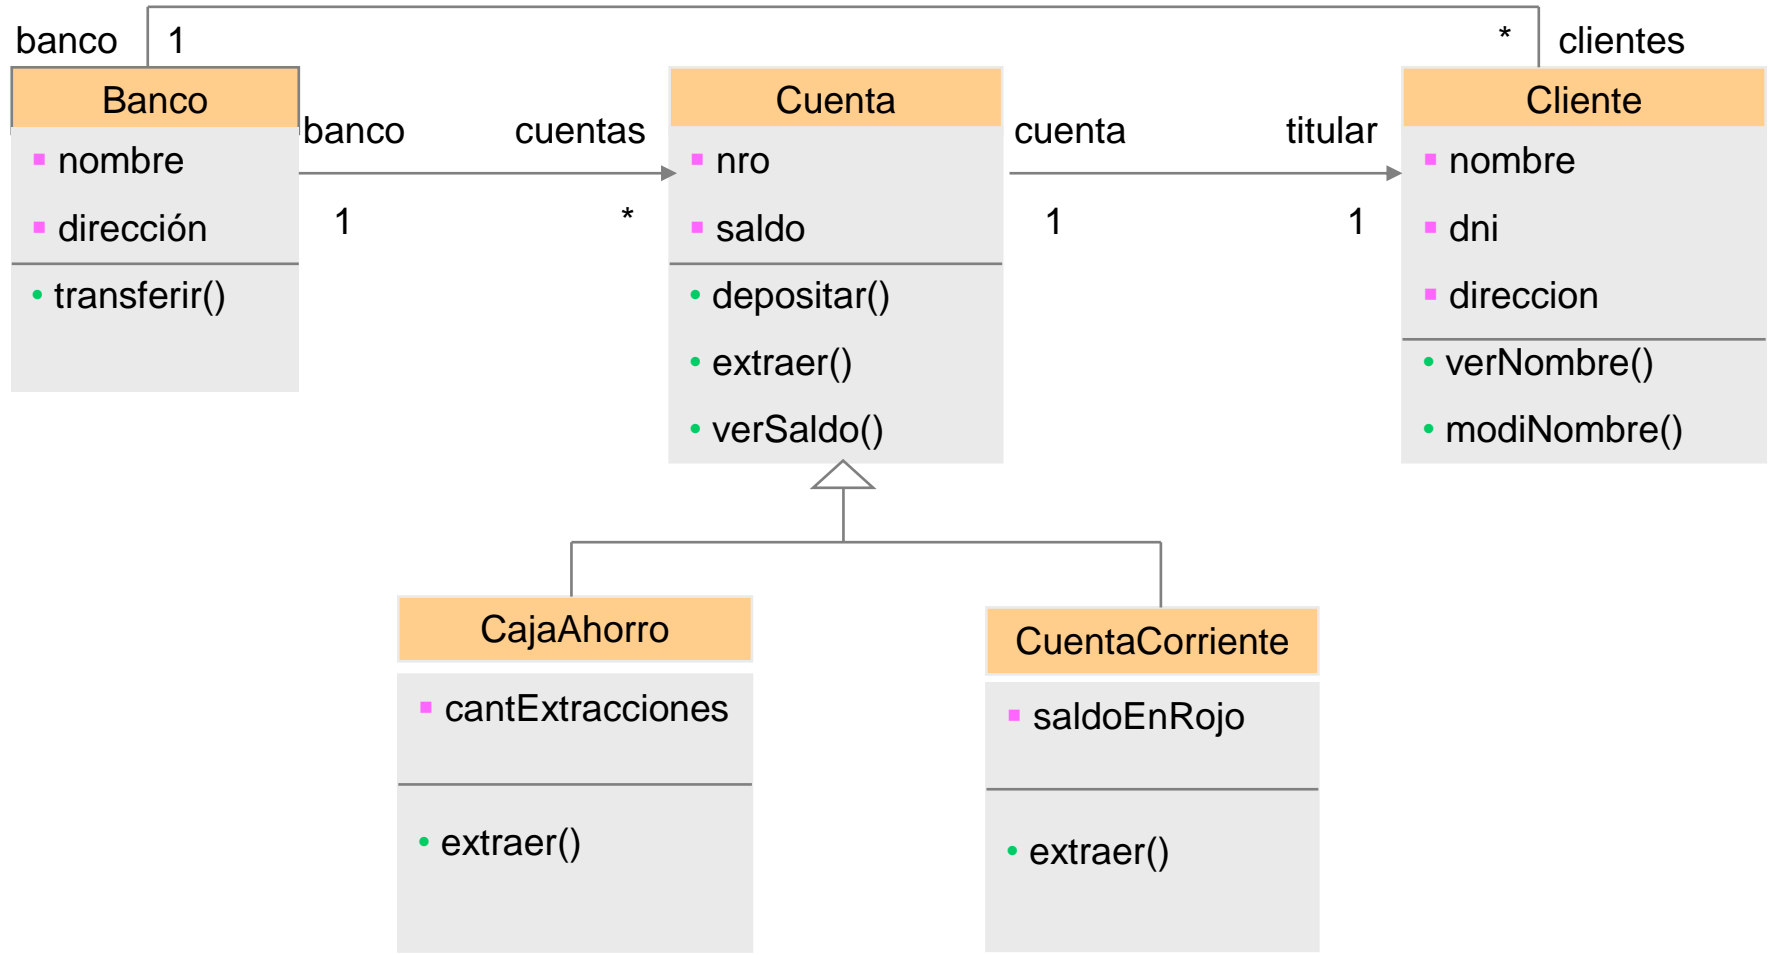 banco 1 * clientes
Banco
nombre
dirección
transferir()
banco cuentas
1 *
Cuenta
nro
saldo
depositar()
extraer()
verSaldo()
cuenta titular
1 1
Cliente
nombre
dni
direccion
verNombre()
modiNombre()
CajaAhorro
cantExtracciones
extraer()
CuentaCorriente
saldoEnRojo
extraer()